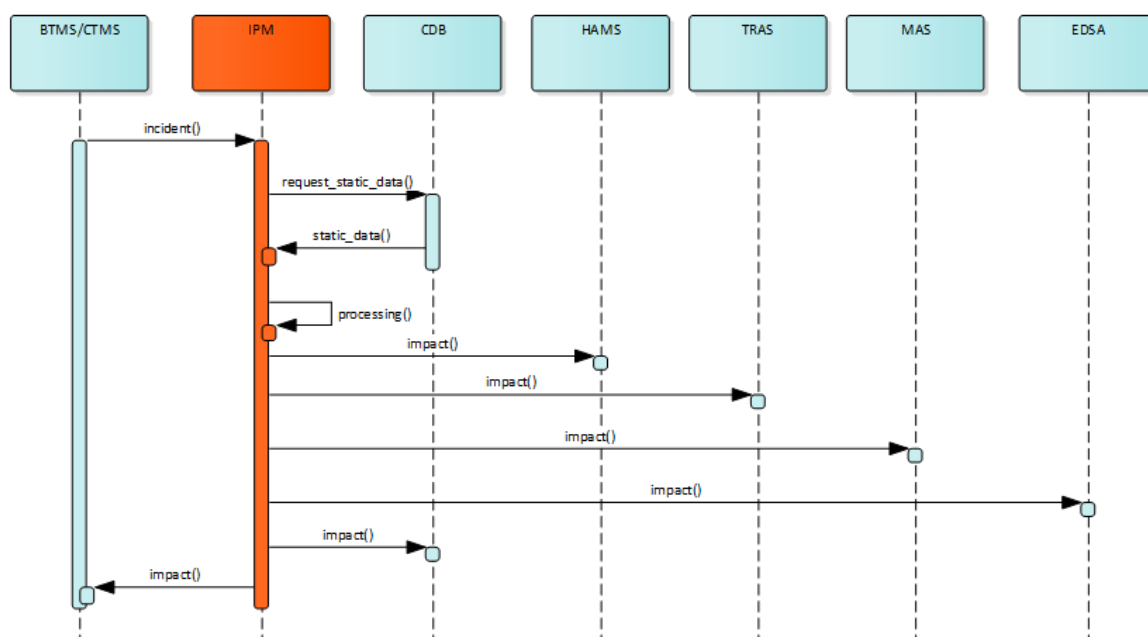 BTMS/CTMS
IPM
CDB
HAMS
TRAS
MAS
EDSA
incident()
request_static_data()
static_data()
processing()
impact()
impact()
impact()
impact()
impact()
impact()